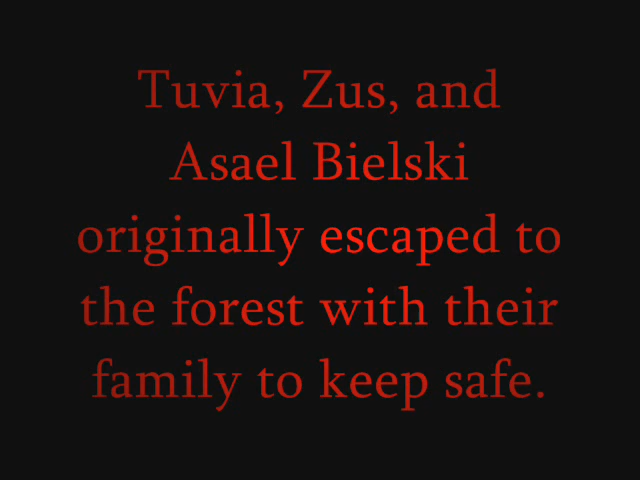 Tuvia, Zus, and
Asael Bielski
originally escaped to
the forest with their
family to keep safe.